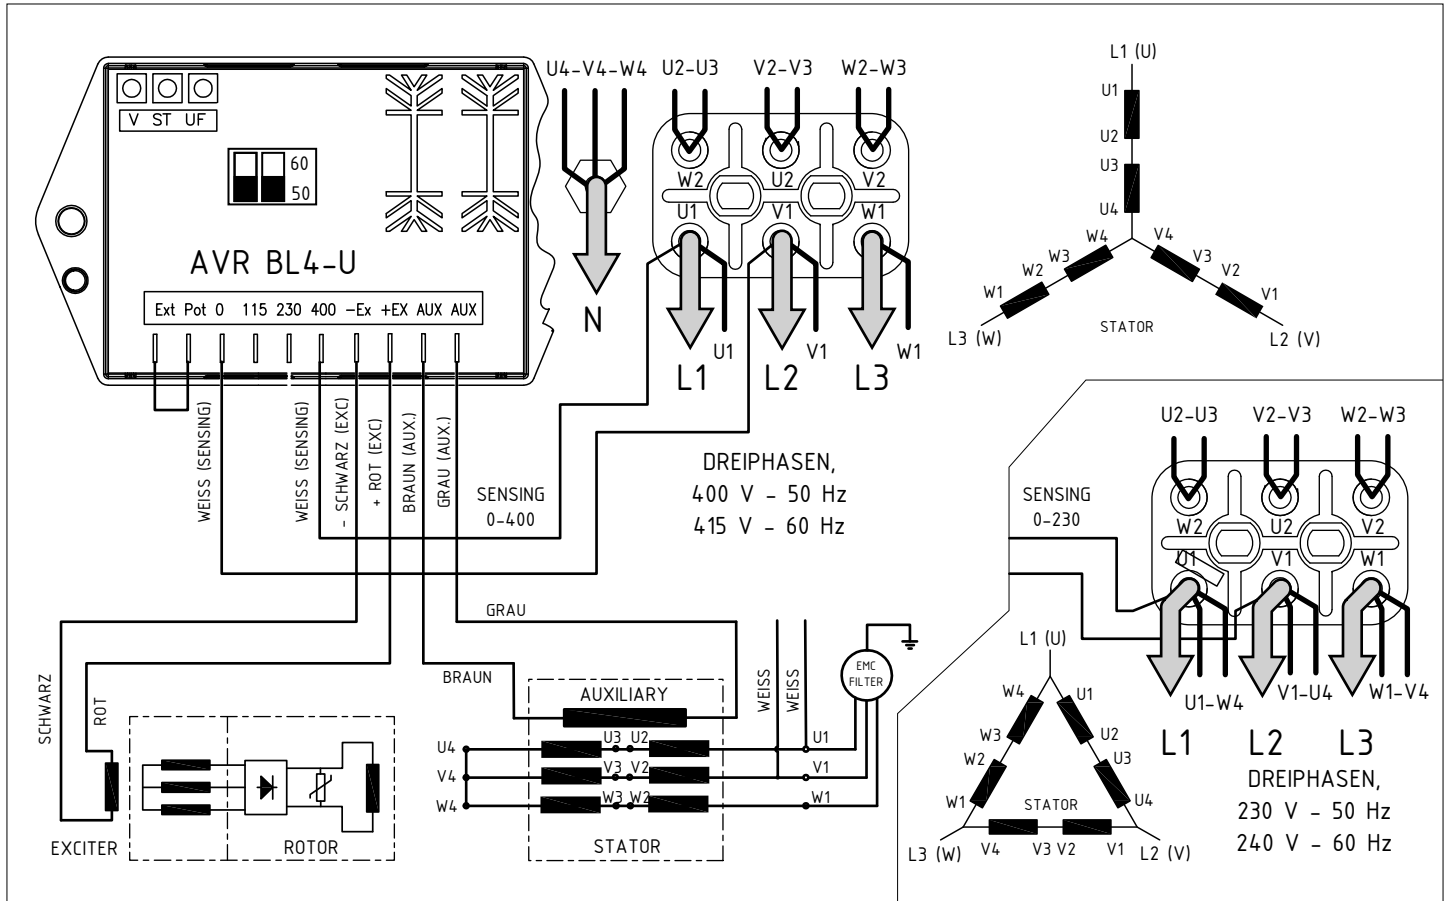 V ST UF
60
50
AVR BL4-U
Ext Pot 0 115 230 400 -Ex +EX AUX AUX
WEISS (SENSING)
WEISS (SENSING)
- SCHWARZ (EXC)
+ ROT (EXC)
BRAUN (AUX.)
GRAU (AUX.)
SENSING
0-400
U4-V4-W4
N
U2-U3 V2-V3 W2-W3
W2 U2 V2
U1 V1 W1
U1 V1 W1
L1 L2 L3
DREIPHASEN,
400 V - 50 Hz
415 V - 60 Hz
L1 (U)
U1
U2
U3
U4
W4
W3
W2
W1
V4
V3
V2
V1
L3 (W)
STATOR
L2 (V)
U2-U3 V2-V3 W2-W3
SENSING
0-230
W2 U2 V2
U1 V1 W1
U1-W4 V1-U4 W1-V4
L1 L2 L3
DREIPHASEN,
230 V - 50 Hz
240 V - 60 Hz
L1 (U)
W4 U1
W3 U2
W2 U3
W1 U4
STATOR
L3 (W) V4 V3 V2 V1 L2 (V)
GRAU
BRAUN
SCHWARZ
ROT
EXCITER
ROTOR
AUXILIARY
U4 U3 U2 U1
V4 V3 V2 V1
W4 W3 W2 W1
STATOR
WEISS
WEISS
EMC
FILTER